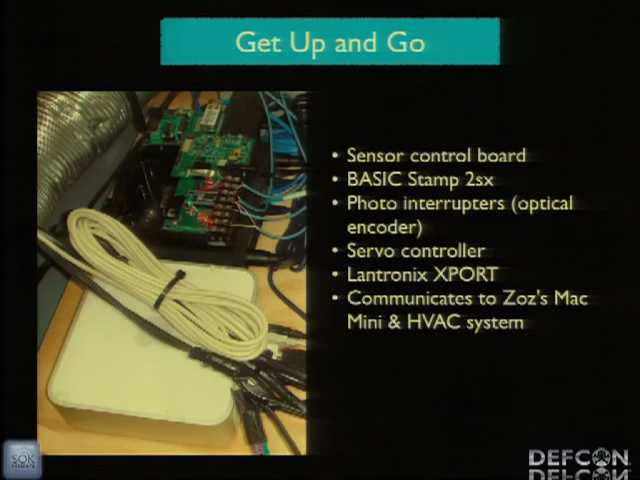 Get Up and Go
• Sensor control board
• BASIC Stamp 2sx
• Photo interrupters (optical
encoder)
• Servo controller
• Lantronix XPORT
• Communicates to Zoz's Mac
Mini & HVAC system
SOK
DEFCON